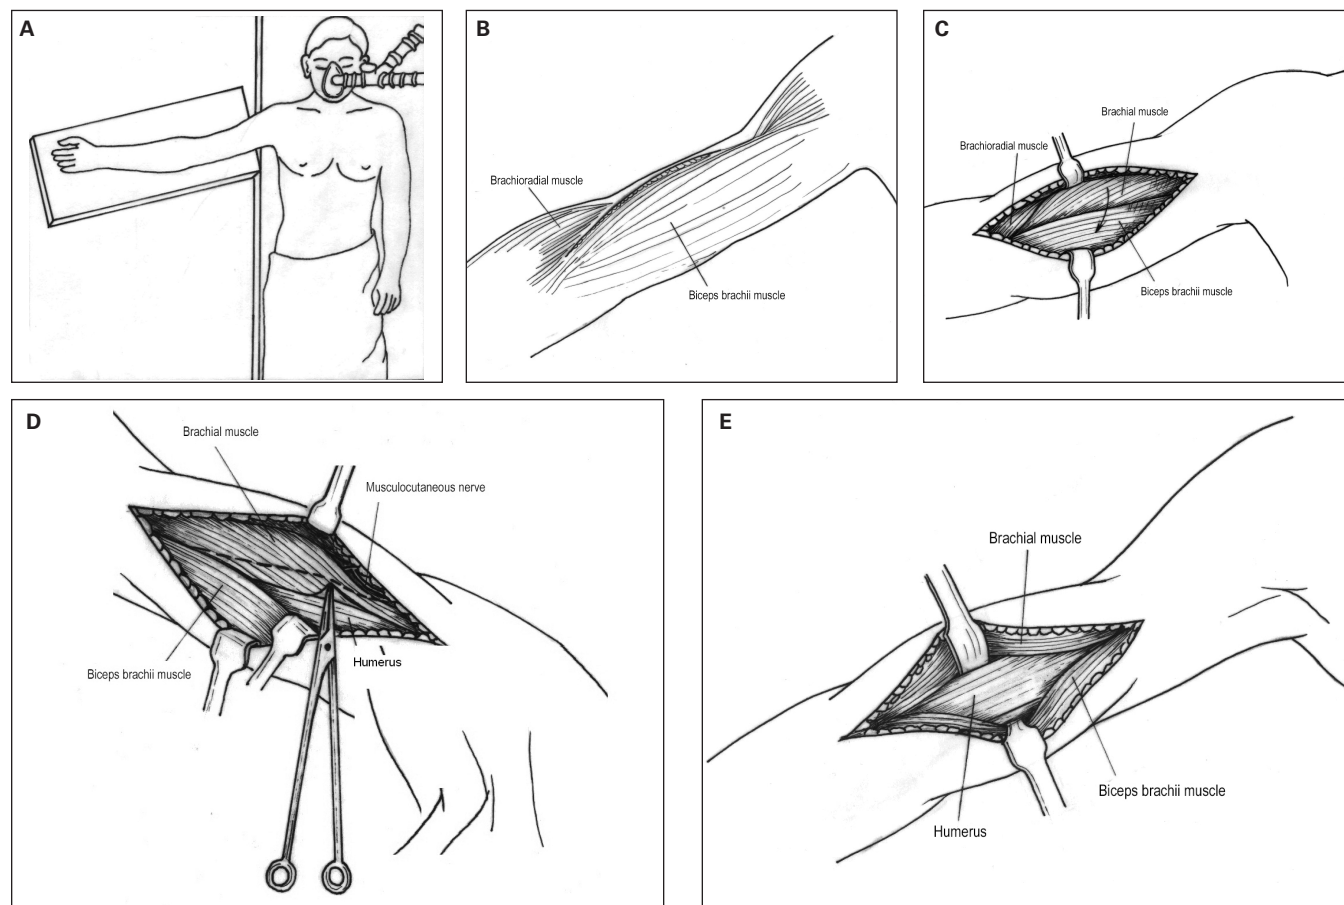 A
B
Brachioradial muscle
Biceps brachii muscle
C
Brachial muscle
Brachioradial muscle
Biceps brachii muscle
D
Brachial muscle
Musculocutaneous nerve
Biceps brachii muscle
Humerus
E
Brachial muscle
Biceps brachii muscle
Humerus